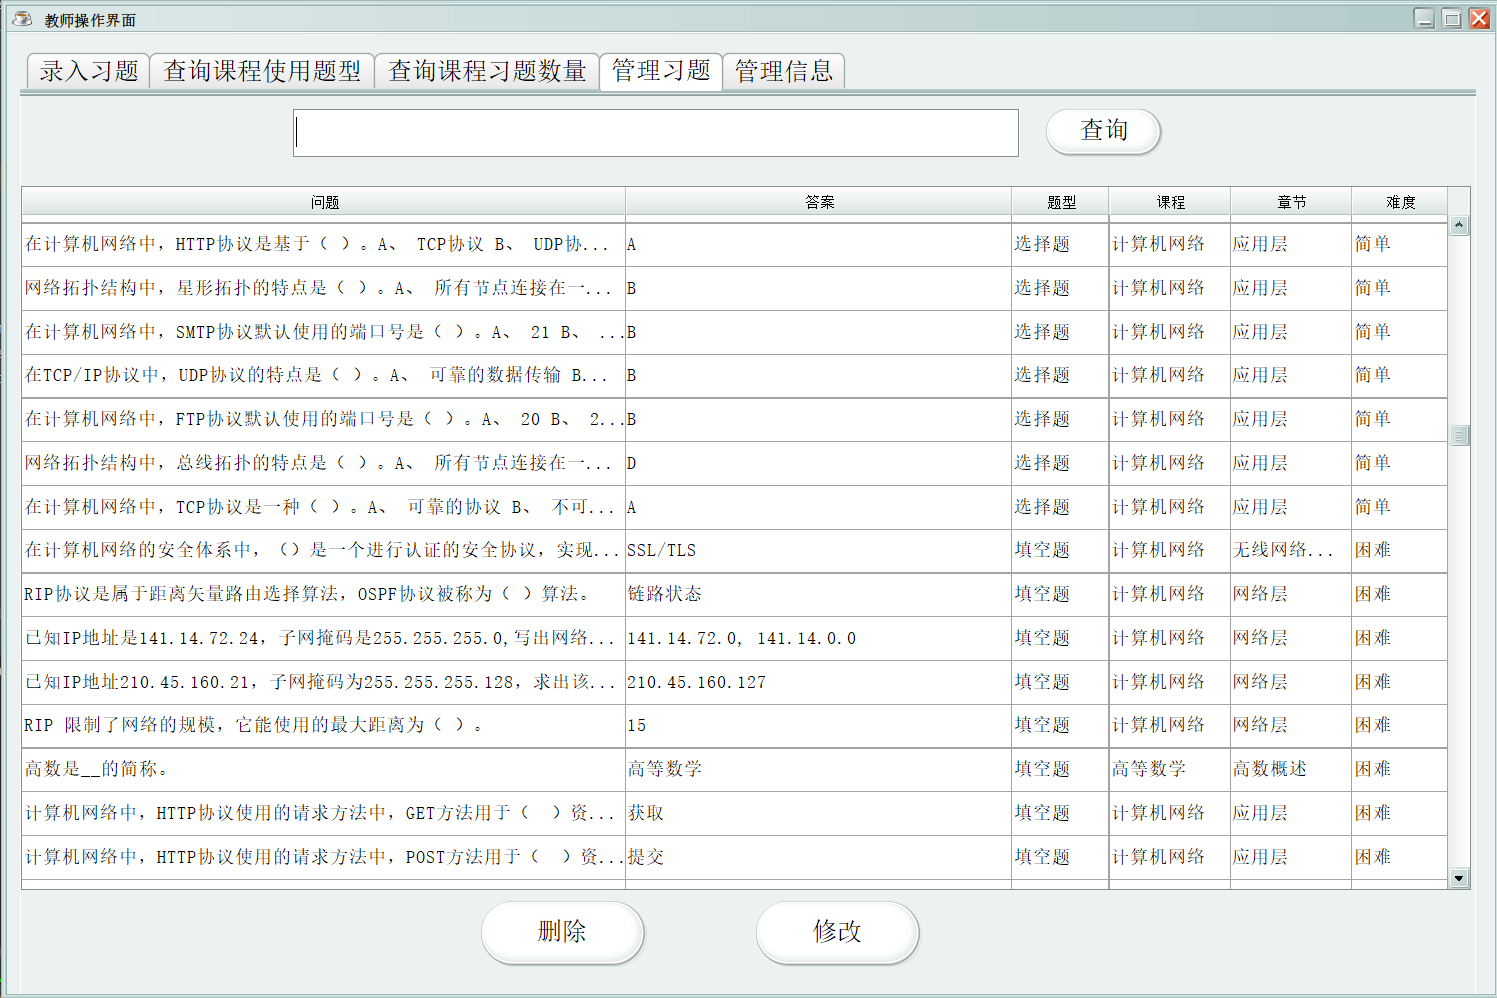 教师操作界面
录入习题 查询课程使用题型 查询课程习题数量 管理习题 管理信息
查询
问题 答案 题型 课程 章节 难度
在计算机网络中，HTTP协议是基于（ ）。A、 TCP协议 B、 UDP协... A 选择题 计算机网络 应用层 简单
网络拓扑结构中，星形拓扑的特点是（ ）。A、 所有节点连接在一... B 选择题 计算机网络 应用层 简单
在计算机网络中，SMTP协议默认使用的端口号是（ ）。A、 21 B、 ... B 选择题 计算机网络 应用层 简单
在TCP/IP协议中，UDP协议的特点是（ ）。A、 可靠的数据传输 B... B 选择题 计算机网络 应用层 简单
在计算机网络中，FTP协议默认使用的端口号是（ ）。A、 20 B、 2... B 选择题 计算机网络 应用层 简单
网络拓扑结构中，总线拓扑的特点是（ ）。A、 所有节点连接在一... D 选择题 计算机网络 应用层 简单
在计算机网络中，TCP协议是一种（ ）。A、 可靠的协议 B、 不可... A 选择题 计算机网络 应用层 简单
在计算机网络的安全体系中，（）是一个进行认证的安全协议，实现... SSL/TLS 填空题 计算机网络 无线网络... 困难
RIP协议是属于距离矢量路由选择算法，OSPF协议被称为（ ）算法。 链路状态 填空题 计算机网络 网络层 困难
已知IP地址是141.14.72.24，子网掩码是255.255.255.0,写出网络... 141.14.72.0, 141.14.0.0 填空题 计算机网络 网络层 困难
已知IP地址210.45.160.21，子网掩码为255.255.255.128，求出该... 210.45.160.127 填空题 计算机网络 网络层 困难
RIP 限制了网络的规模，它能使用的最大距离为（ ）。 15 填空题 计算机网络 网络层 困难
高数是__的简称。 高等数学 填空题 高等数学 高数概述 困难
计算机网络中，HTTP协议使用的请求方法中，GET方法用于（ ）资... 获取 填空题 计算机网络 应用层 困难
计算机网络中，HTTP协议使用的请求方法中，POST方法用于（ ）资... 提交 填空题 计算机网络 应用层 困难
删除 修改